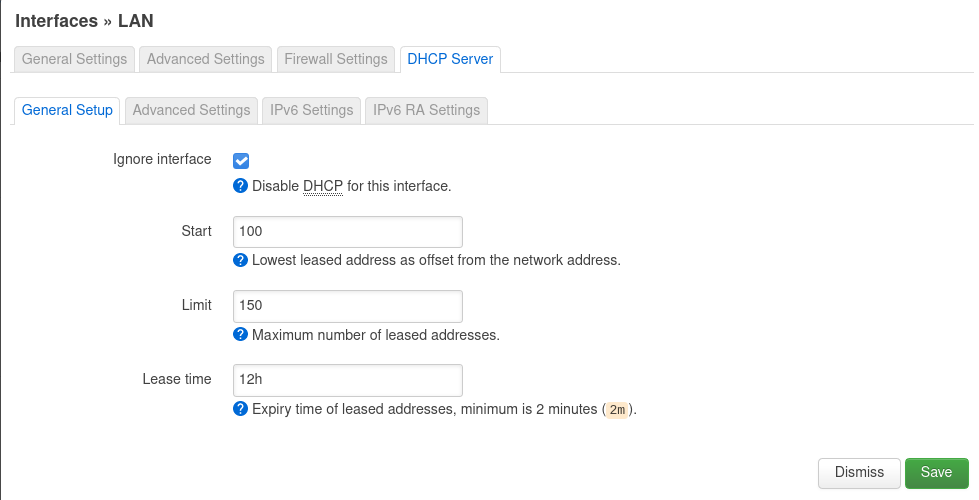 Interfaces » LAN
General Settings Advanced Settings Firewall Settings DHCP Server
General Setup Advanced Settings IPv6 Settings IPv6 RA Settings
Ignore interface
Disable DHCP for this interface.
Start 100
Lowest leased address as offset from the network address.
Limit 150
Maximum number of leased addresses.
Lease time 12h
Expiry time of leased addresses, minimum is 2 minutes (2m).
Dismiss Save